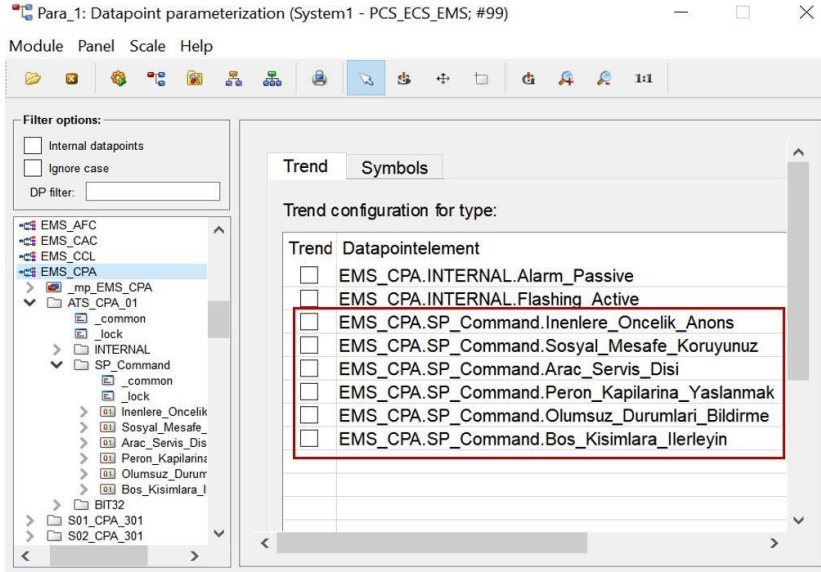 Para_1: Datapoint parameterization (System1 - PCS_ECS_EMS; #99)
Module Panel Scale Help
1:1
Filter options:
Internal datapoints
Ignore case
DP filter:
EMS_AFC
EMS_CAC
EMS_CCL
EMS_CPA
_mp_EMS_CPA
ATS_CPA_01
_common
_lock
INTERNAL
SP_Command
_common
_lock
Inenlere_Oncelik
Sosyal_Mesafe_
Arac_Servis_Dis
Peron_Kapilarina
Olumsuz_Durum
Bos_Kisimlara_I
BIT32
S01_CPA_301
S02_CPA_301
Trend Symbols
Trend configuration for type:
Trend Datapointelement
EMS_CPA.INTERNAL.Alarm_Passive
EMS_CPA.INTERNAL.Flashing_Active
EMS_CPA.SP_Command.Inenlere_Oncelik_Anons
EMS_CPA.SP_Command.Sosyal_Mesafe_Koruyunuz
EMS_CPA.SP_Command.Arac_Servis_Disi
EMS_CPA.SP_Command.Peron_Kapilarina_Yaslanmak
EMS_CPA.SP_Command.Olumsuz_Durumlari_Bildirme
EMS_CPA.SP_Command.Bos_Kisimlara_Ilerleyin